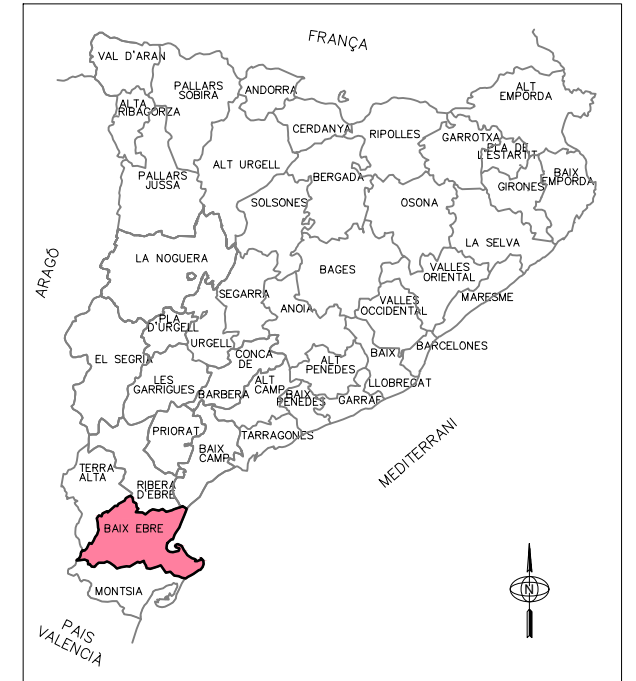 FRANÇA
VAL D'ARAN
PALLARS
SOBIRA
ANDORRA
ALT
EMPORDA
ALTA
RIBAGORZA
CERDANYA
RIPOLLES
GARROTXA
PLA DE
L'ESTARTIT
ALT URGELL
BERGADA
BAIX
EMPORDA
PALLARS
JUSSA
GIRONES
SOLSONES
OSONA
LA SELVA
ARAGÓ
LA NOGUERA
BAGES
VALLES
ORIENTAL
SEGARRA
MARESME
ANOIA
VALLES
OCCIDENTAL
PLA
D'URGELL
URGELL
BARCELONES
EL SEGRIA
CONCA
DE
BARBERA
ALT
PENEDES
BAIX
LLOBREGAT
LES
GARRIGUES
ALT
CAMP
BAIX
PENEDES
GARRAF
PRIORAT
TARRAGONES
MEDITERRANI
BAIX
CAMP
TERRA
ALTA
RIBERA
D'EBRE
BAIX EBRE
MONTSIA
N
PAIS
VALENCIÀ